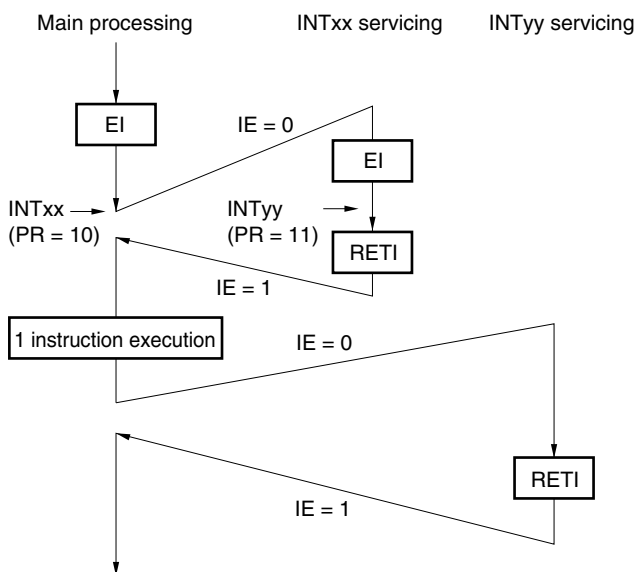 Main processing INTxx servicing INTyy servicing
EI
IE = 0
EI
INTxx
(PR = 10)
INTyy
(PR = 11)
RETI
IE = 1
1 instruction execution
IE = 0
RETI
IE = 1